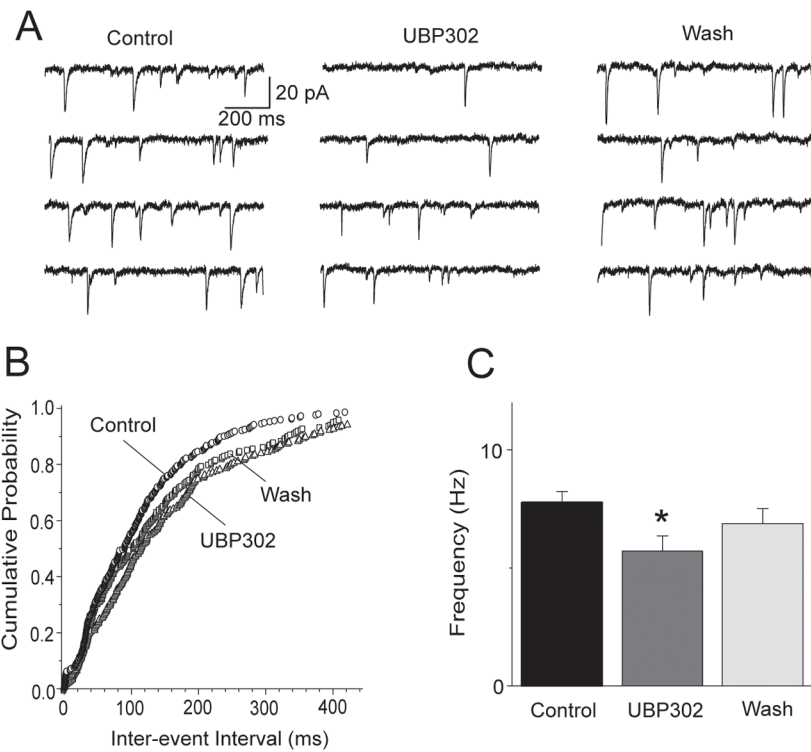 A
Control
UBP302
Wash
20 pA
200 ms
B
C
Cumulative Probability
1.0
0.8
0.6
0.4
0.2
0.0
Control
Wash
UBP302
0
100
200
300
400
Inter-event Interval (ms)
Frequency (Hz)
10
0
*
Control
UBP302
Wash